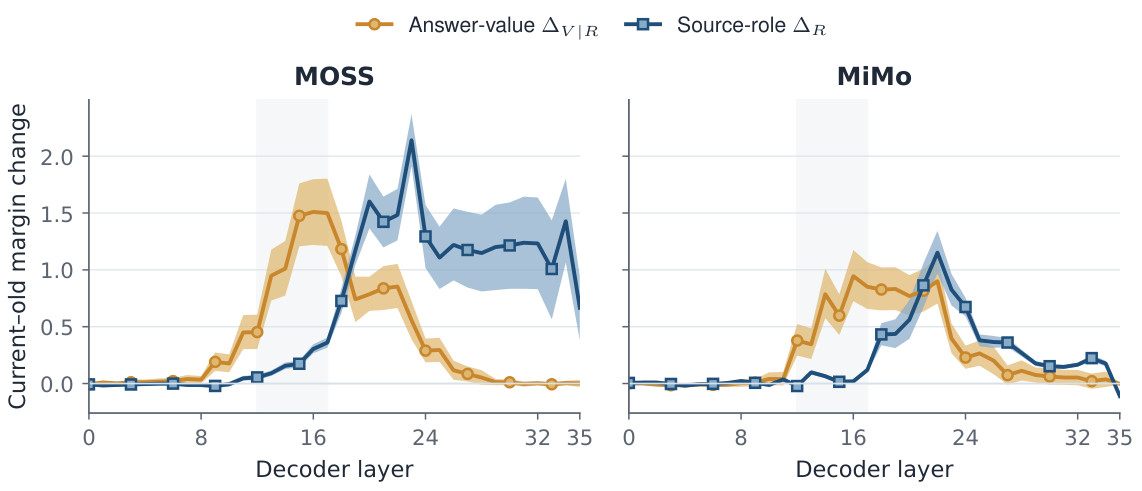 Answer-value Δ_{V|R} Source-role Δ_R
MOSS MiMo
Current–old margin change
2.0
1.5
1.0
0.5
0.0
0 8 16 24 32 35 0 8 16 24 32 35
Decoder layer Decoder layer